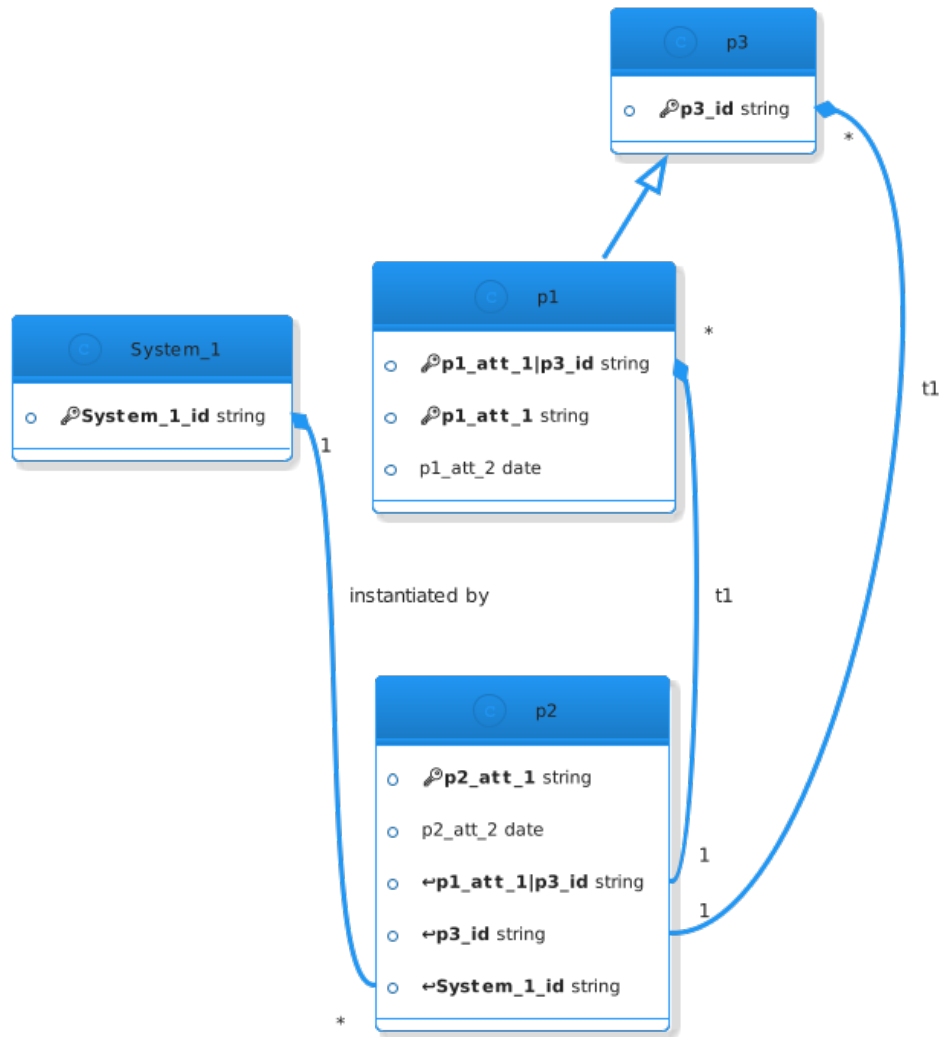 C p3
🔑p3_id string
*
C p1
🔑p1_att_1|p3_id string
🔑p1_att_1 string
p1_att_2 date
*
C System_1
🔑System_1_id string
1
t1
instantiated by
t1
C p2
🔑p2_att_1 string
p2_att_2 date
↩p1_att_1|p3_id string
↩p3_id string
↩System_1_id string
1
1
*